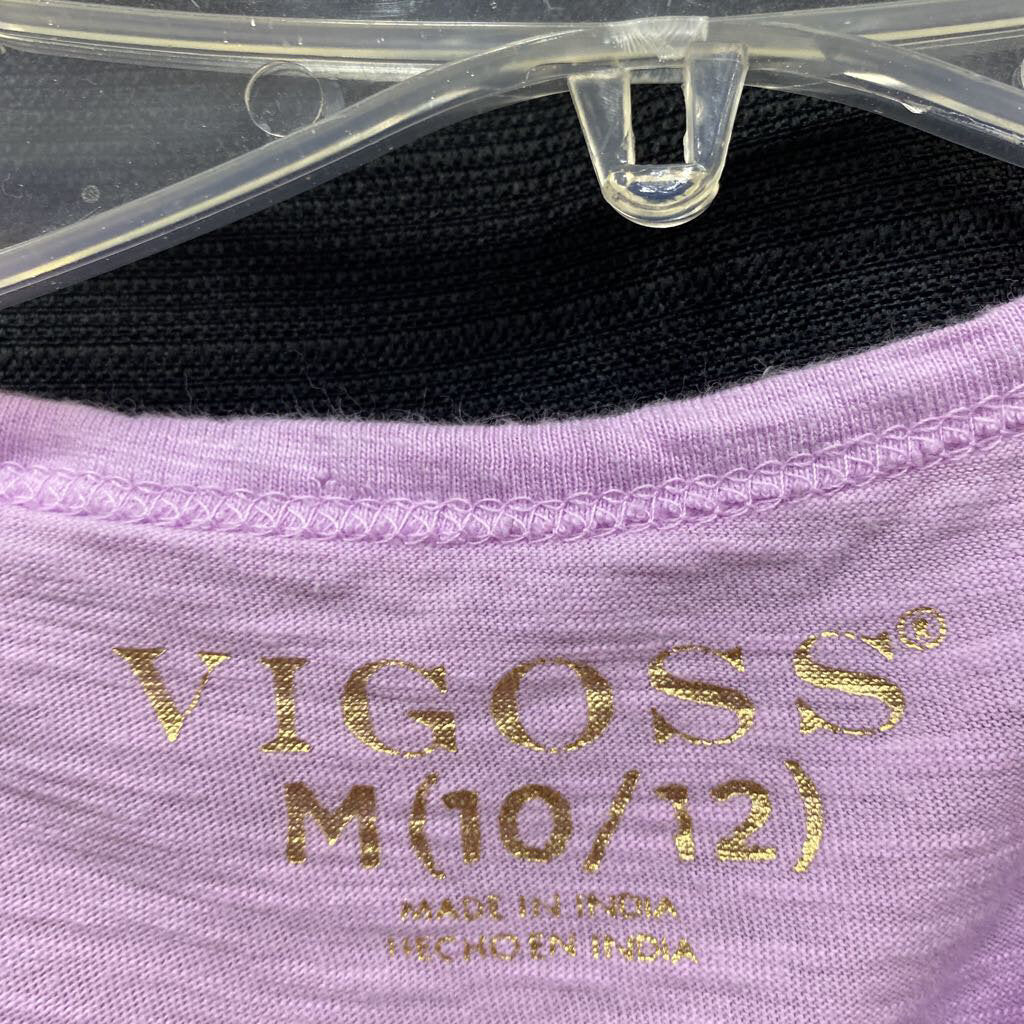 VIGOSS®
M (10/12)
MADE IN INDIA
HECHO EN INDIA